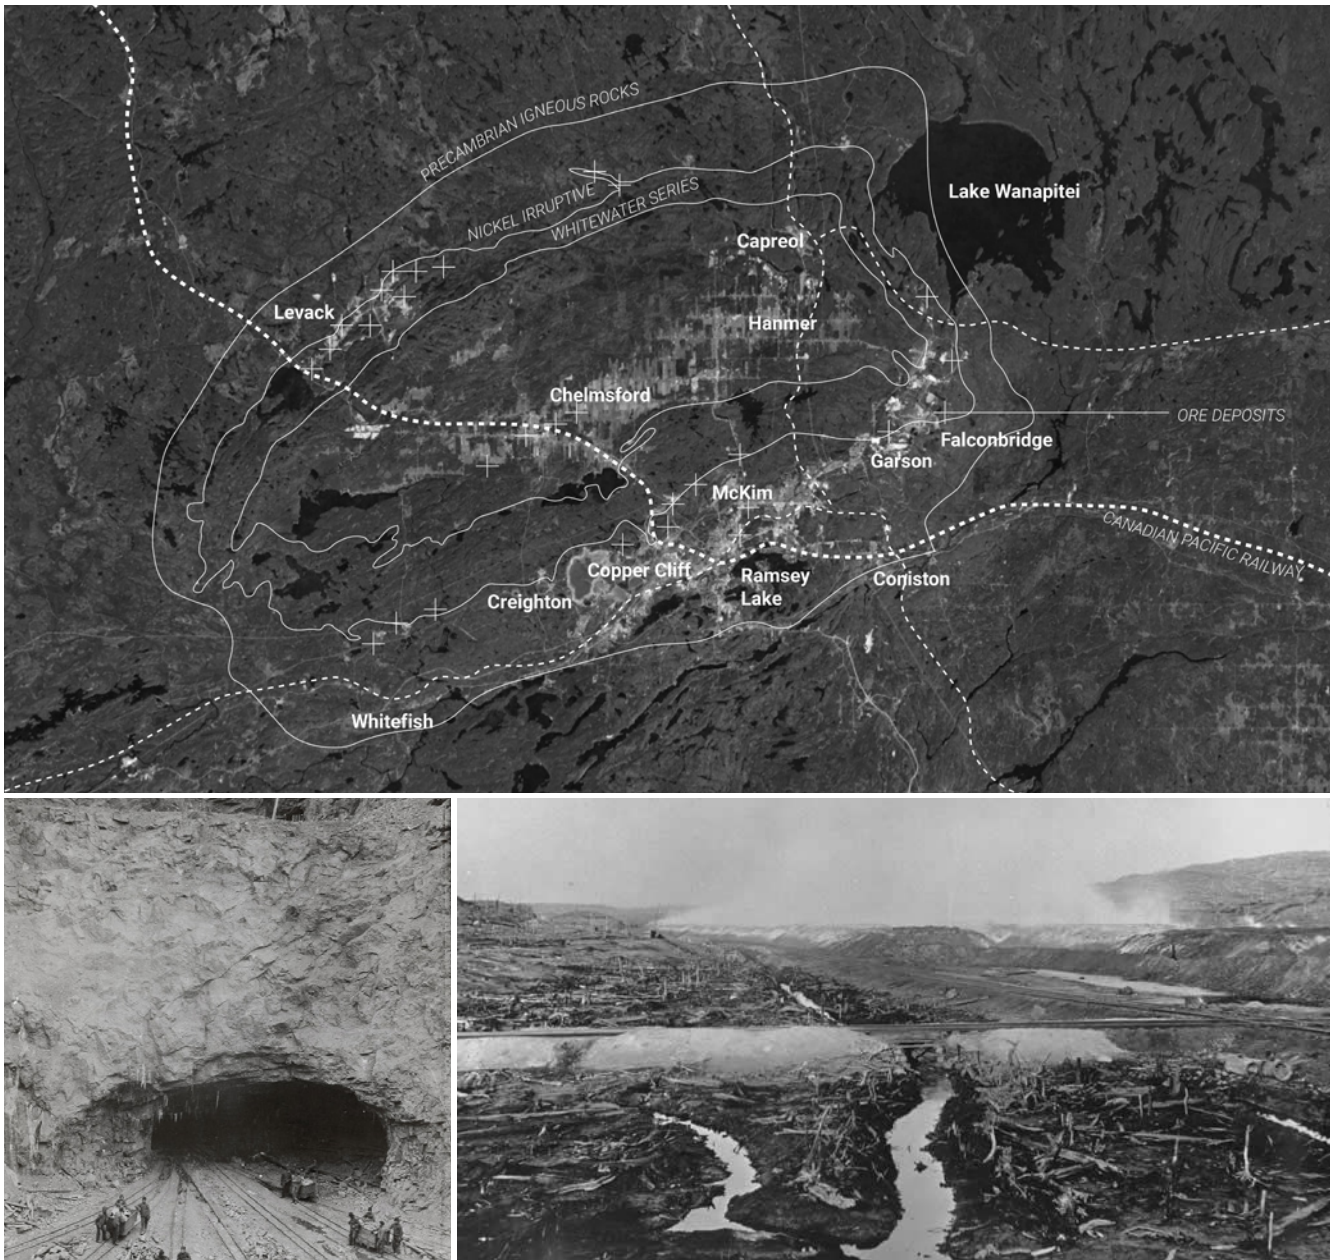 PRECAMBRIAN IGNEOUS ROCKS
NICKEL IRRUPTIVE
WHITEWATER SERIES
Lake Wanapitei
Capreol
Levack
Hanmer
Chelmsford
ORE DEPOSITS
Falconbridge
Garson
McKim
CANADIAN PACIFIC RAILWAY
Copper Cliff
Ramsey
Lake
Coniston
Creighton
Whitefish